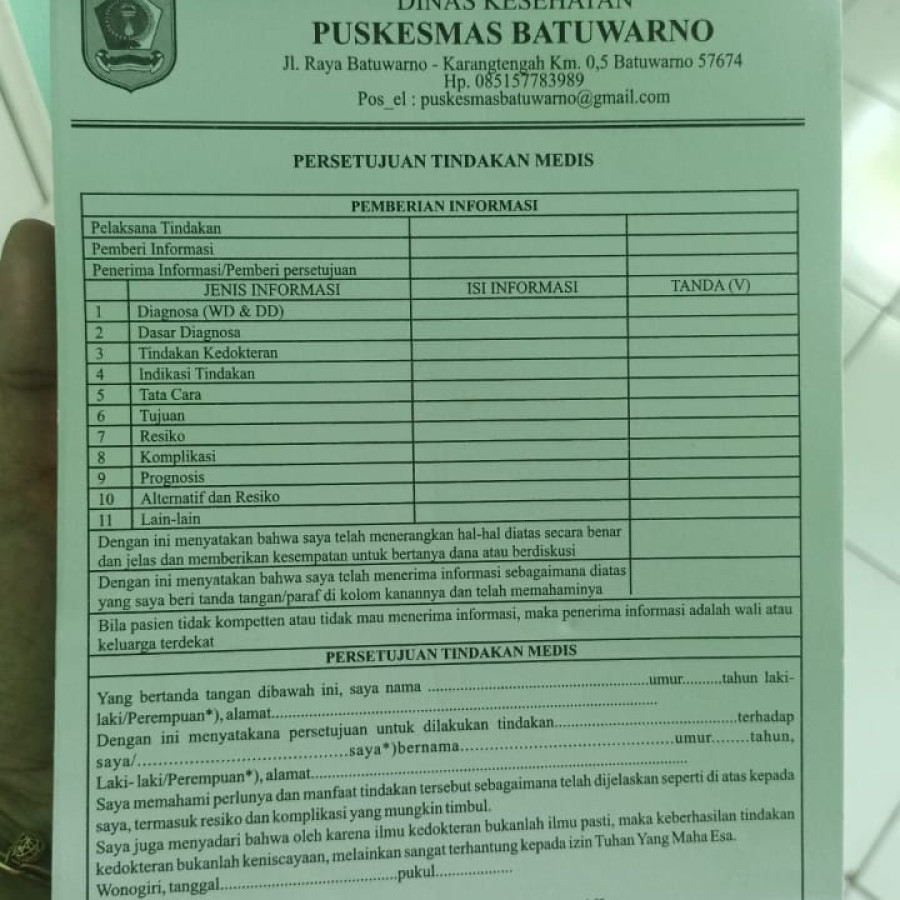 DINAS KESEHATAN
PUSKESMAS BATUWARNO
Jl. Raya Batuwarno - Karangtengah Km. 0,5 Batuwarno 57674
Hp. 085157783989
Pos_el : puskesmasbatuwarno@gmail.com
PERSETUJUAN TINDAKAN MEDIS
PEMBERIAN INFORMASI
Pelaksana Tindakan
Pemberi Informasi
Penerima Informasi/Pemberi persetujuan
JENIS INFORMASI ISI INFORMASI TANDA (V)
1 Diagnosa (WD & DD)
2 Dasar Diagnosa
3 Tindakan Kedokteran
4 Indikasi Tindakan
5 Tata Cara
6 Tujuan
7 Resiko
8 Komplikasi
9 Prognosis
10 Alternatif dan Resiko
11 Lain-lain
Dengan ini menyatakan bahwa saya telah menerangkan hal-hal diatas secara benar
dan jelas dan memberikan kesempatan untuk bertanya dana atau berdiskusi
Dengan ini menyatakan bahwa saya telah menerima informasi sebagaimana diatas
yang saya beri tanda tangan/paraf di kolom kanannya dan telah memahaminya
Bila pasien tidak kompetten atau tidak mau menerima informasi, maka penerima informasi adalah wali atau
keluarga terdekat
PERSETUJUAN TINDAKAN MEDIS
Yang bertanda tangan dibawah ini, saya nama ........................................................umur.........tahun laki-
laki/Perempuan*), alamat.................................................................................................
Dengan ini menyatakana persetujuan untuk dilakukan tindakan..............................................terhadap
saya/......................................saya*)bernama......................................................umur........tahun,
Laki- laki/Perempuan*), alamat...............................................................................................
Saya memahami perlunya dan manfaat tindakan tersebut sebagaimana telah dijelaskan seperti di atas kepada
saya, termasuk resiko dan komplikasi yang mungkin timbul.
Saya juga menyadari bahwa oleh karena ilmu kedokteran bukanlah ilmu pasti, maka keberhasilan tindakan
kedokteran bukanlah keniscayaan, melainkan sangat terhantung kepada izin Tuhan Yang Maha Esa.
Wonogiri, tanggal.............................................pukul...................